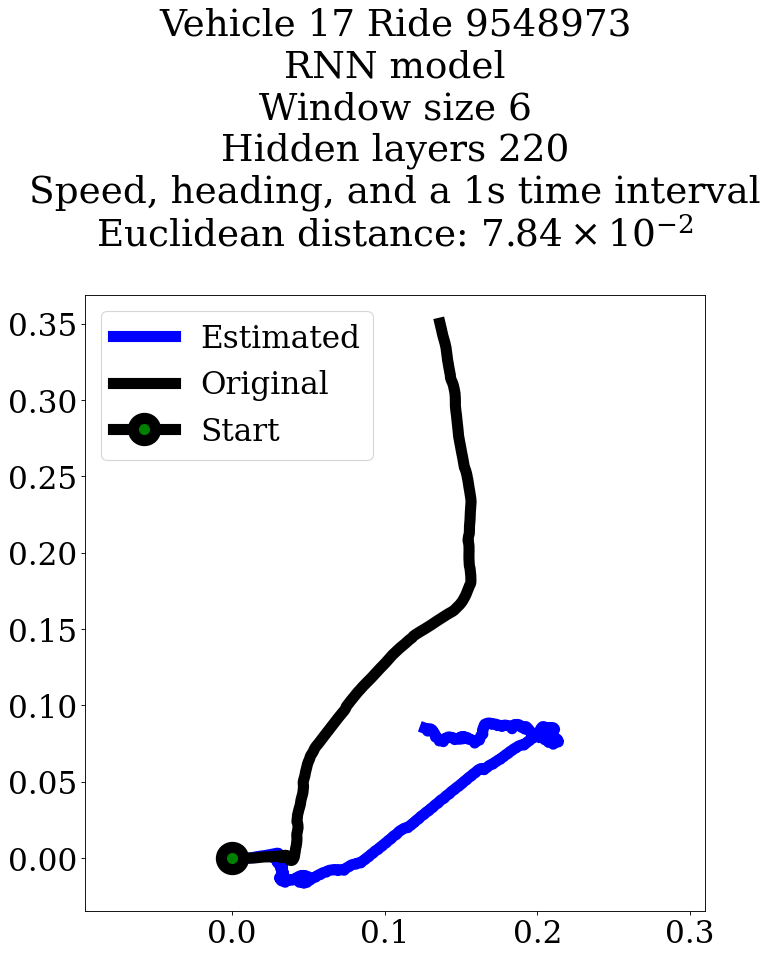 Vehicle 17 Ride 9548973
RNN model
Window size 6
Hidden layers 220
Speed, heading, and a 1s time interval
Euclidean distance: 7.84 × 10⁻²
Estimated
Original
Start
0.35
0.30
0.25
0.20
0.15
0.10
0.05
0.00
0.0 0.1 0.2 0.3